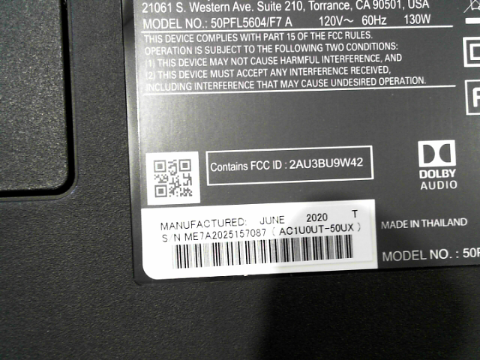 21061 S. Western Ave. Suite 210, Torrance, CA 90501, USA
MODEL NO. : 50PFL5604/F7 A 120V~ 60Hz 130W
THIS DEVICE COMPLIES WITH PART 15 OF THE FCC RULES.
OPERATION IS SUBJECT TO THE FOLLOWING TWO CONDITIONS:
(1) THIS DEVICE MAY NOT CAUSE HARMFUL INTERFERENCE, AND
(2) THIS DEVICE MUST ACCEPT ANY INTERFERENCE RECEIVED,
INCLUDING INTERFERENCE THAT MAY CAUSE UNDESIRED OPERATION.
Contains FCC ID : 2AU3BU9W42
DOLBY
AUDIO
MANUFACTURED: JUNE 2020 T
S/N ME7A2025157087 (AC1U0UT-50UX)
MADE IN THAILAND
MODEL NO. : 50P